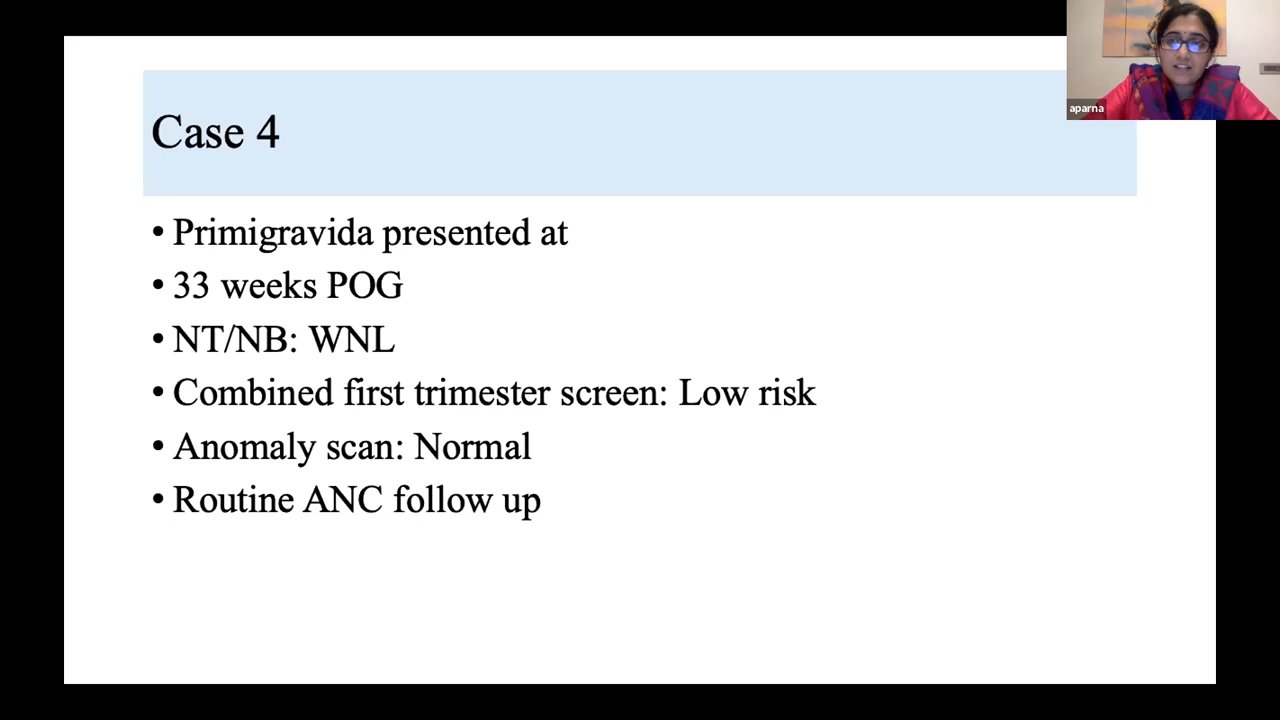 aparna
Case 4
• Primigravida presented at
• 33 weeks POG
• NT/NB: WNL
• Combined first trimester screen: Low risk
• Anomaly scan: Normal
• Routine ANC follow up